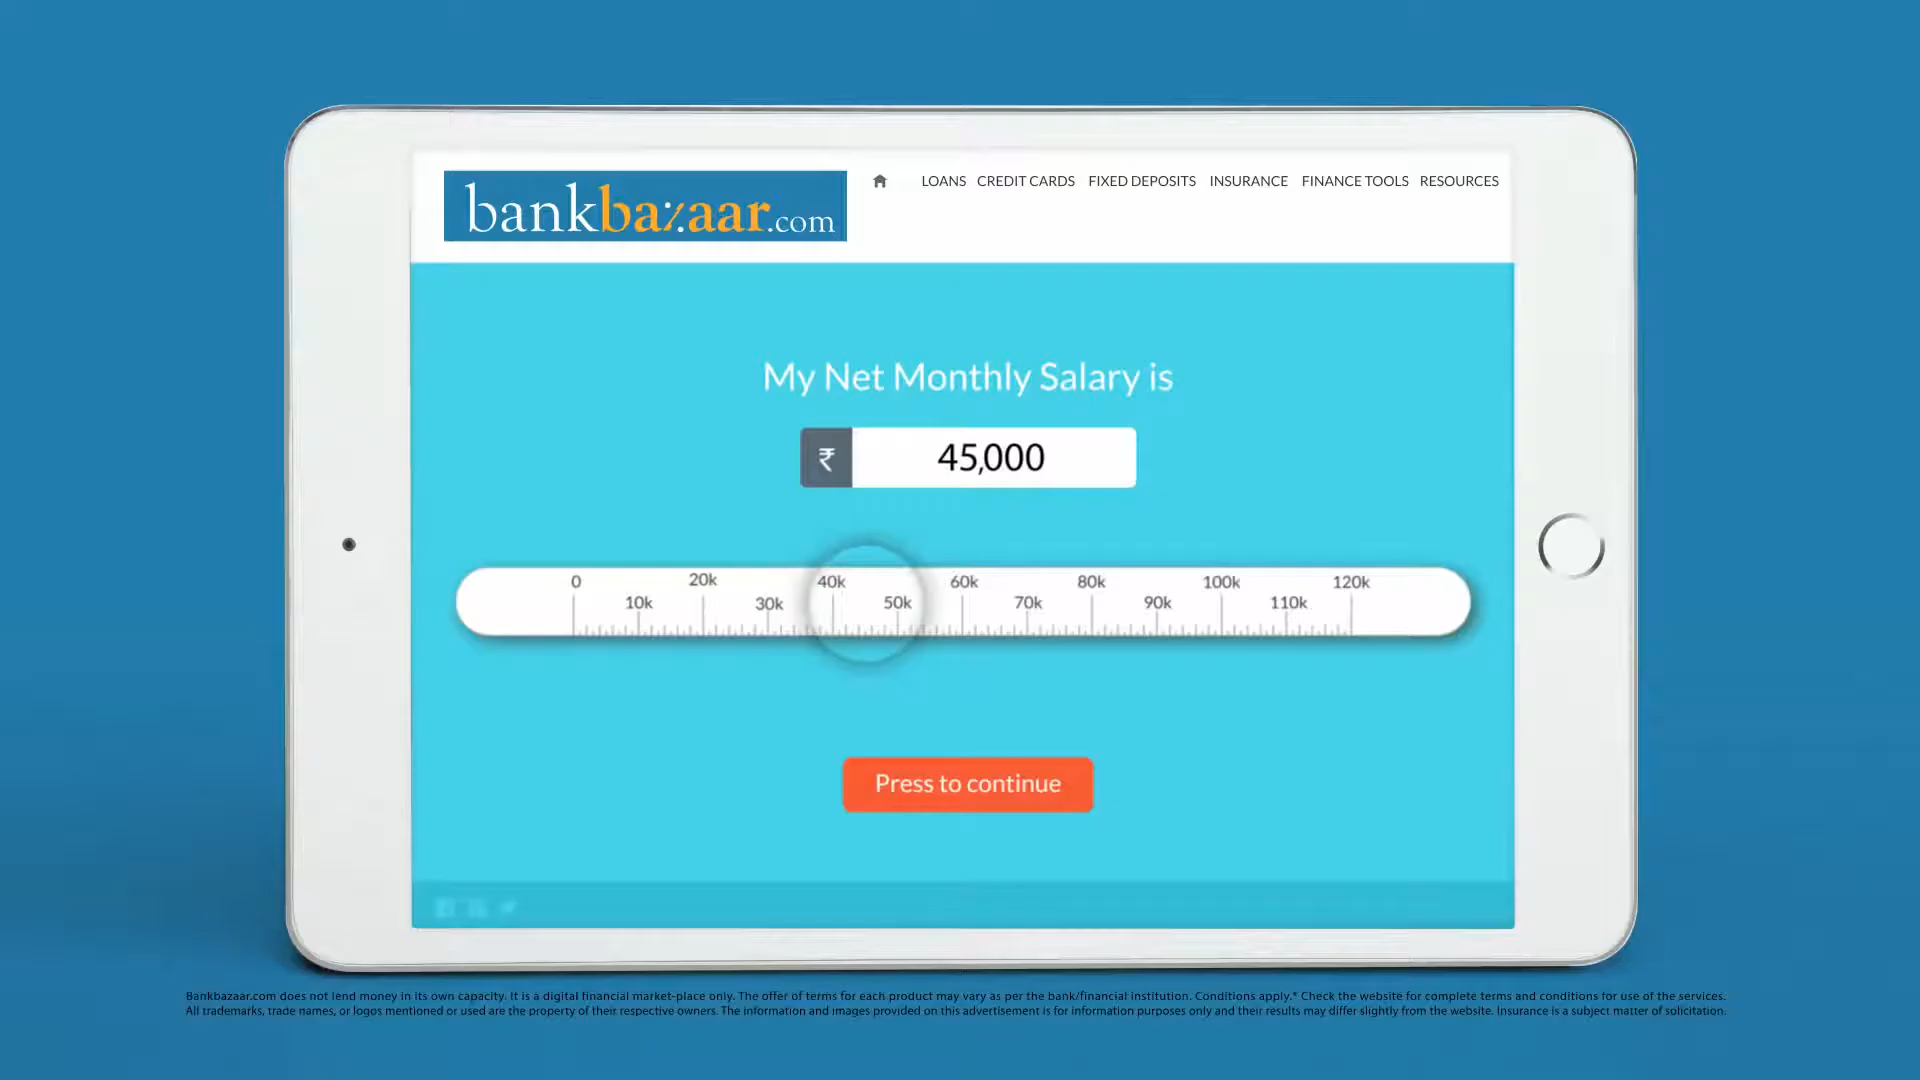 bankbazaar.com
LOANS CREDIT CARDS FIXED DEPOSITS INSURANCE FINANCE TOOLS RESOURCES
My Net Monthly Salary is
₹ 45,000
0 20k 40k 60k 80k 100k 120k
10k 30k 50k 70k 90k 110k
Press to continue
Bankbazaar.com does not lend money in its own capacity. It is a digital financial market-place only. The offer of terms for each product may vary as per the bank/financial institution. Conditions apply.* Check the website for complete terms and conditions for use of the services.
All trademarks, trade names, or logos mentioned or used are the property of their respective owners. The information and images provided on this advertisement is for information purposes only and their results may differ slightly from the website. Insurance is a subject matter of solicitation.